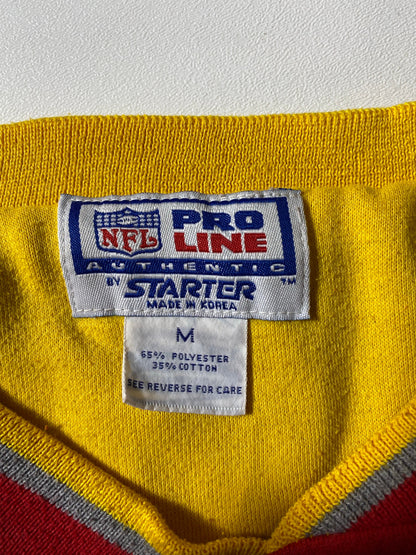 NFL
PRO
LINE
AUTHENTIC
BY STARTER ™
MADE IN KOREA
M
65% POLYESTER
35% COTTON
SEE REVERSE FOR CARE